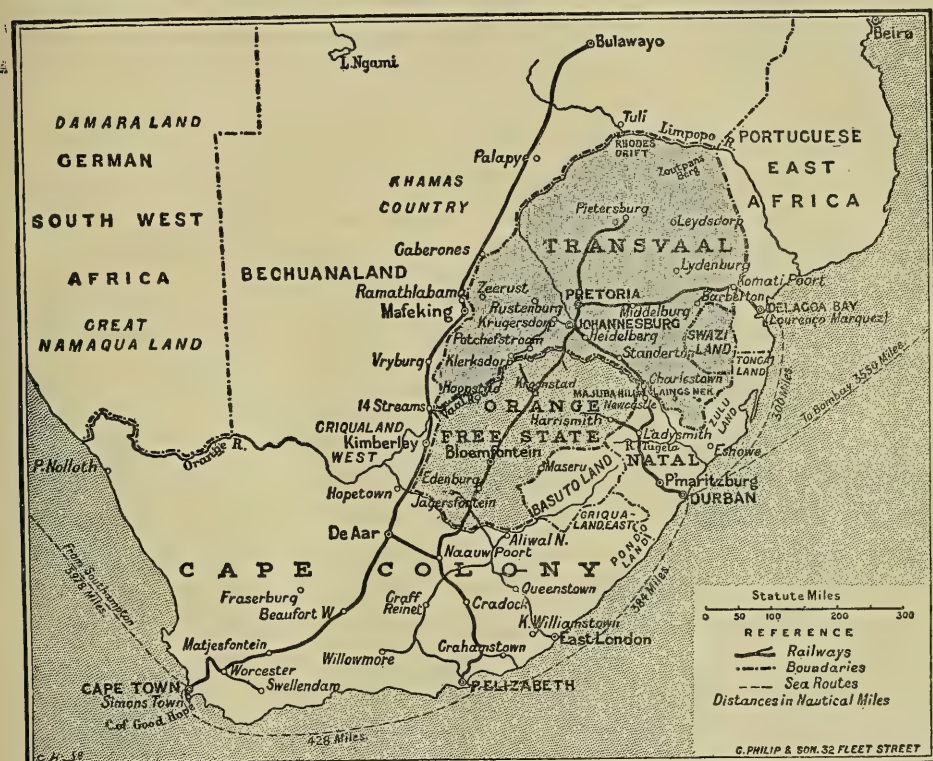 Beira
Bulawayo
L.Ngami
DAMARA LAND
GERMAN
SOUTH WEST
AFRICA
GREAT
NAMAQUA LAND
Tuli
Limpopo R.
RHODES
DRIFT
Zoutpans
berg
PORTUGUESE
EAST
AFRICA
Palapy
KHAMAS
COUNTRY
Pietersburg
Leydsdorp
TRANSVAAL
Gaberones
BECHUANALAND
Lydenburg
Komati Poort
Ramathlabama
Zeerust
PRETORIA
Barberton
Mafeking
Rustenburg
Middelburg
DELAGOA BAY
(Lourenco Marquez)
Krugersdorp
JOHANNESBURG
Potchefstroom
Heidelberg
SWAZI
LAND
Vryburg
Klerksdorp
Standerton
TONGA
LAND
300 Miles
To Bombay 3550 Miles
Hoopstad
Kroonstad
Charlestown
MAJUBA HILL
LAINGS NEK
14 Streams
Vaal R.
ORANGE
Newcastle
ZULU
LAND
GRIQUALAND
WEST
Harrismith
Kimberley
FREE STATE
Ladysmith
Bloemfontein
R. Tugela
Eshowe
Orange R.
P. Nolloth
Maseru
NATAL
Edenburg
BASUTO LAND
P'maritzburg
Hopetown
DURBAN
Jagersfontein
GRIQUA-
LAND, EAST
De Aar
Aliwal N.
PONDO
LAND
Naauw Poort
From Southampton
5978 Miles.
CAPE COLONY
Queenstown
384 Miles.
Fraserburg
Beaufort W.
Graff
Reinet
Cradock
K. Williamstown
East London
Matjesfontein
Willowmore
Grahamstown
Worcester
CAPE TOWN
Swellendam
P. ELIZABETH
Simons Town
C. of Good Hope
428 Miles.
Statute Miles
0 50 100 200 300
REFERENCE
Railways
Boundaries
Sea Routes
Distances in Nautical Miles
G. PHILIP & SON. 32 FLEET STREET